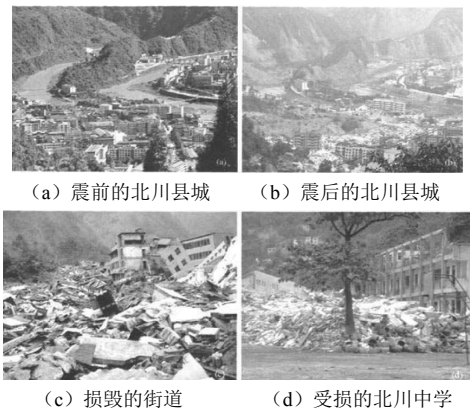 (a)
(b)
（a）震前的北川县城
（b）震后的北川县城
(d)
（c）损毁的街道
（d）受损的北川中学